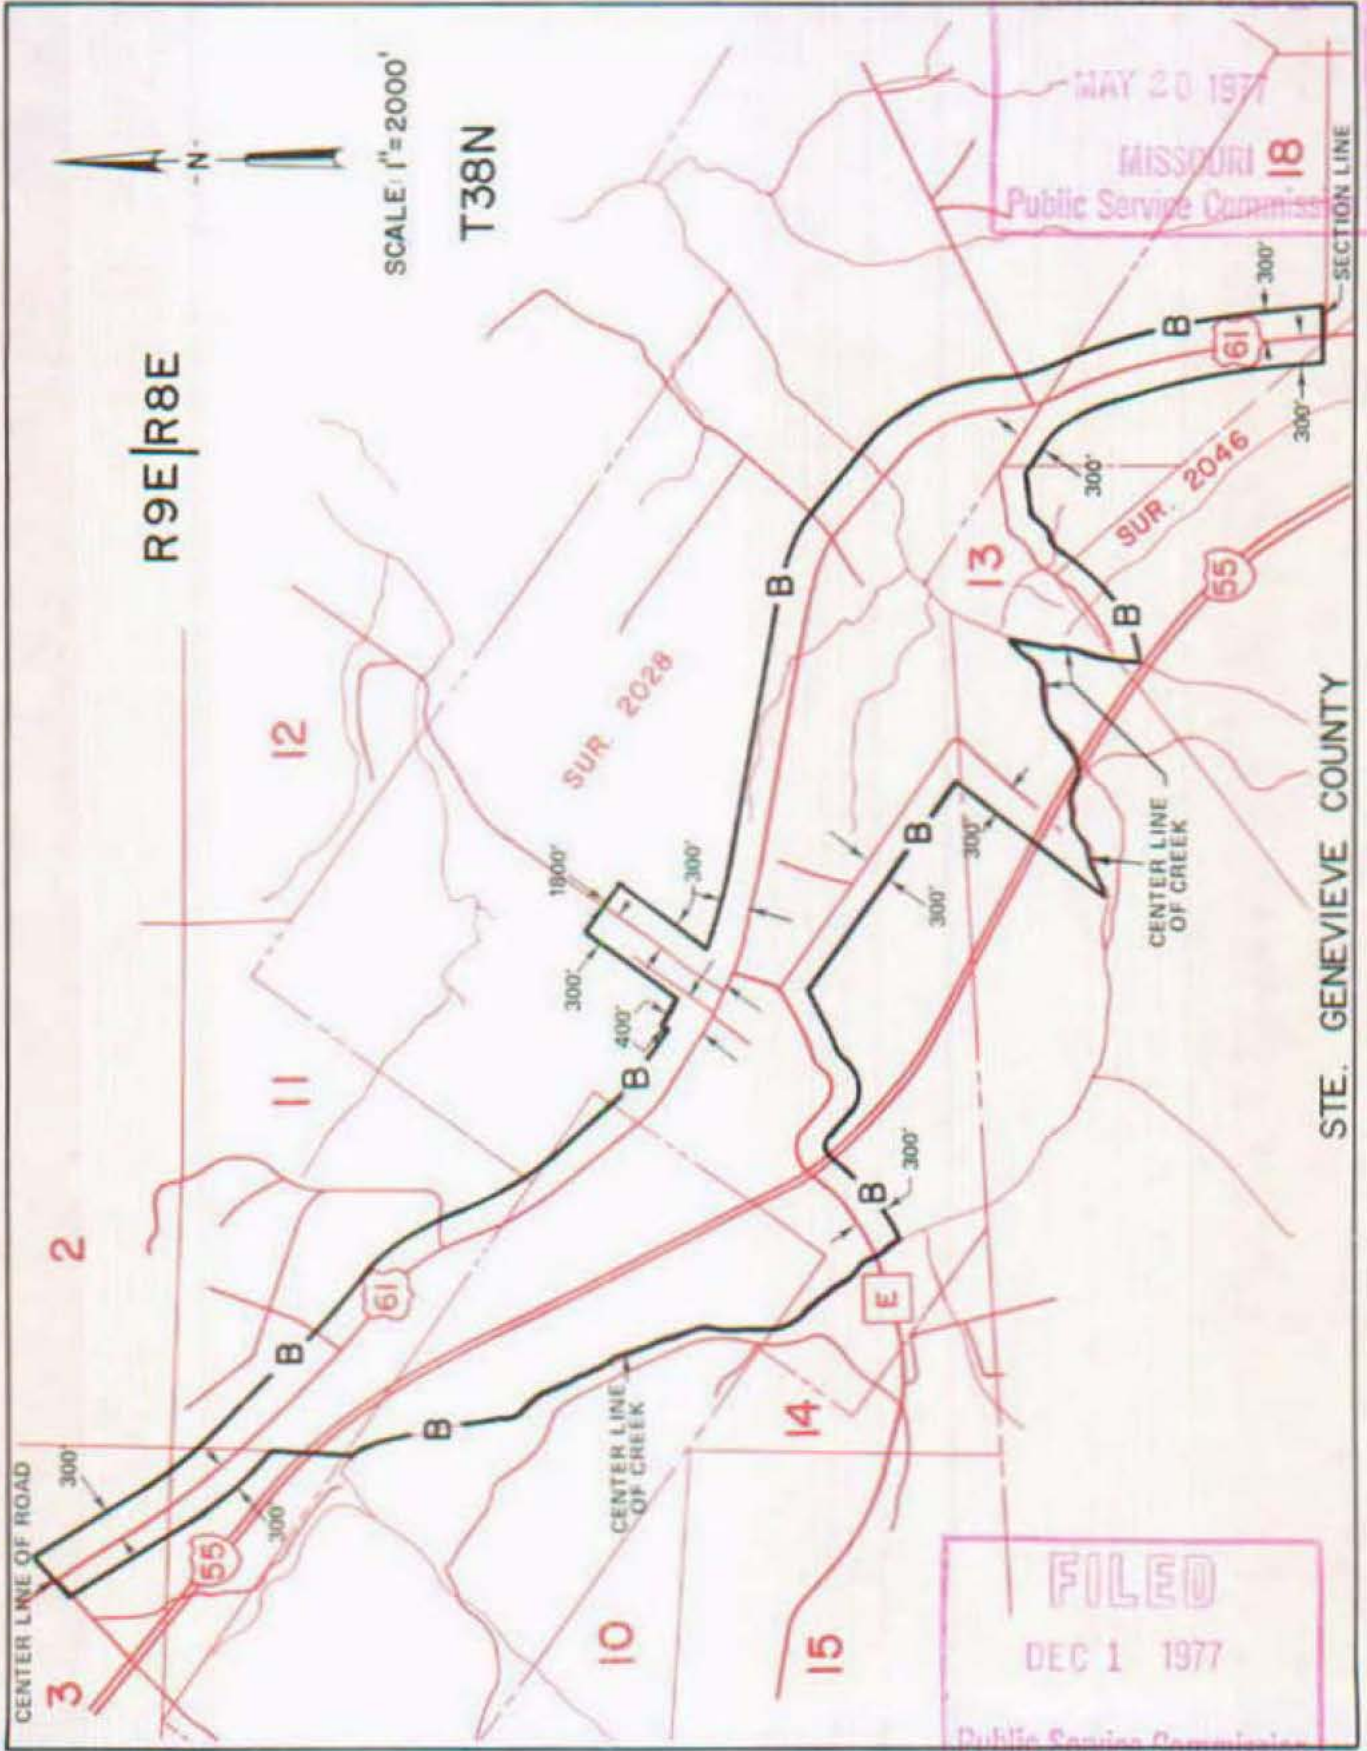 CENTER LINE OF ROAD
R9E|R8E
-N-
SCALE: 1"=2000'
T38N
MAY 20 1977
MISSOURI
Public Service
18
SECTION LINE
3
2
12
11
10
15
14
13
SUR. 2028
SUR. 2046
300'
300'
55
61
B
B
1800'
300'
300'
400'
B
B
B
61
300'
300'
300'
B
300'
300'
B
B
300'
E
55
CENTER LINE
OF CREEK
CENTER LINE
OF CREEK
STE. GENEVIEVE COUNTY
FILED
DEC 1 1977
Public Service Commission